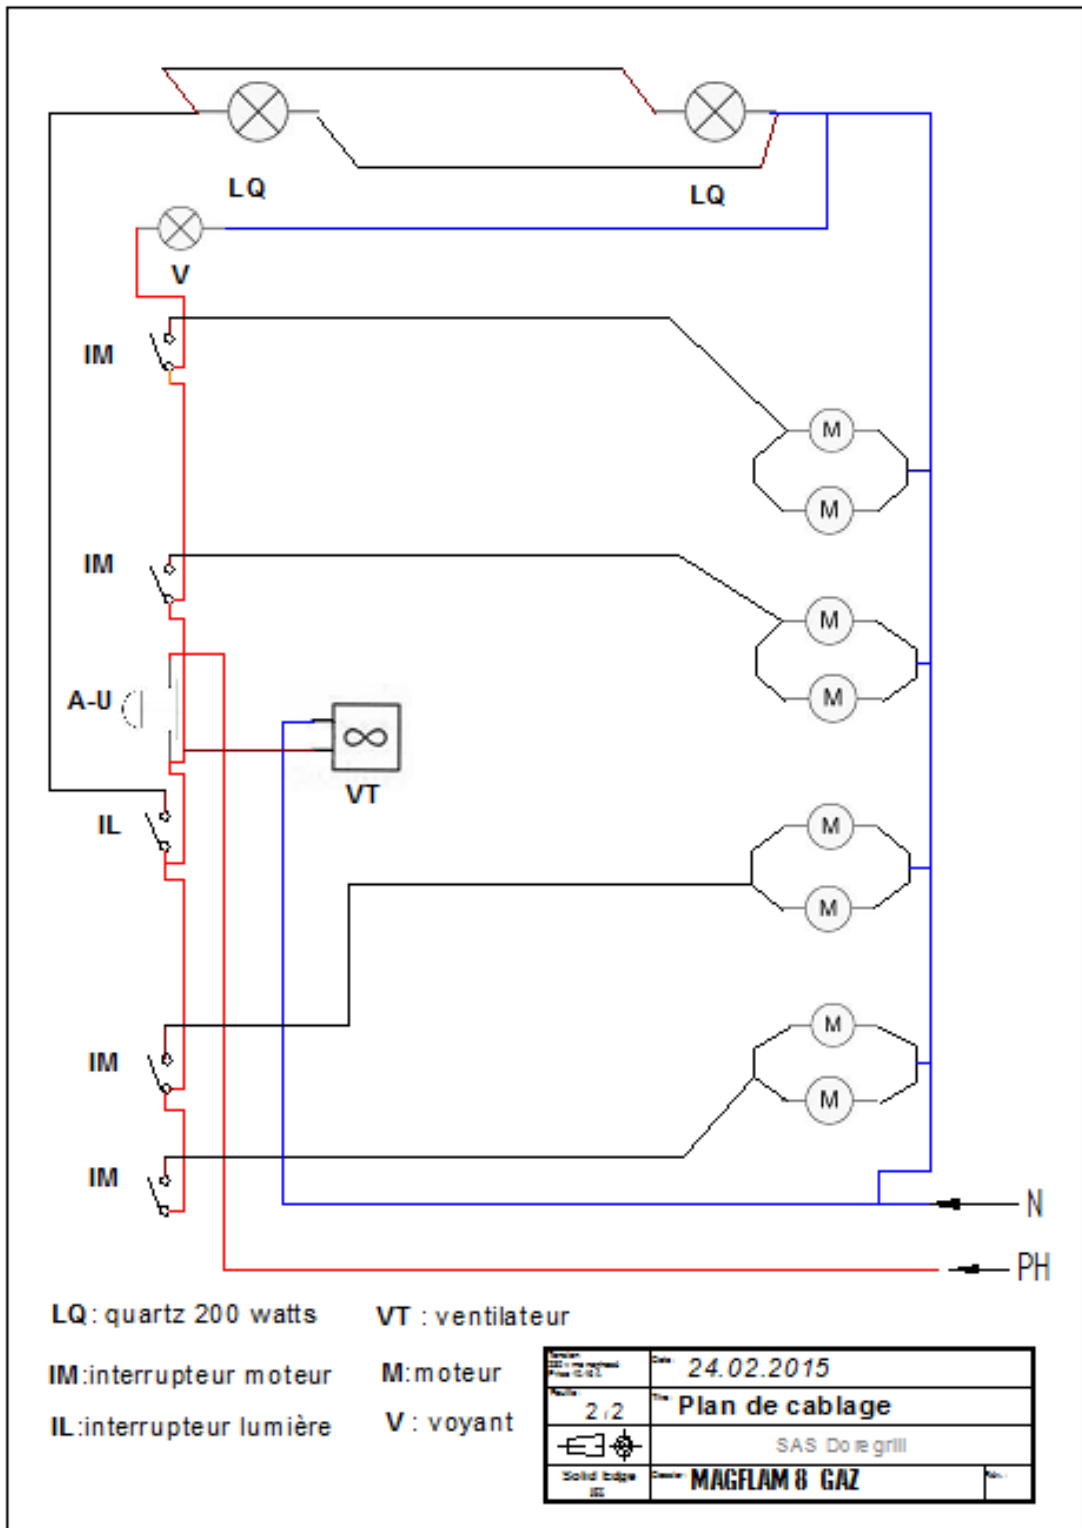 LQ
LQ
V
IM
M
M
IM
M
M
A-U
VT
IL
M
M
IM
M
M
IM
N
PH
LQ: quartz 200 watts
VT : ventilateur
IM:interrupteur moteur
M:moteur
IL:interrupteur lumière
V : voyant
Date: 24.02.2015
2/2
Plan de cablage
SAS Doregrill
Solid Edge
MAGFLAM 8 GAZ